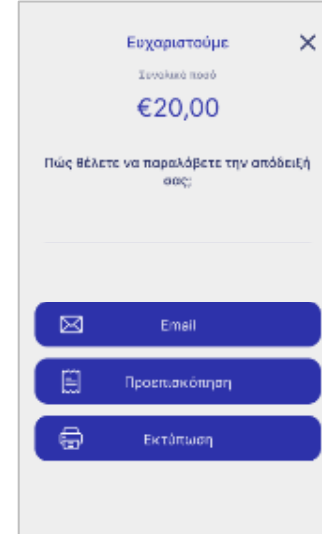 Ευχαριστούμε
Συνολικό ποσό
€20,00
Πώς θέλετε να παραλάβετε την απόδειξή
σας;
Email
Προεπισκόπηση
Εκτύπωση